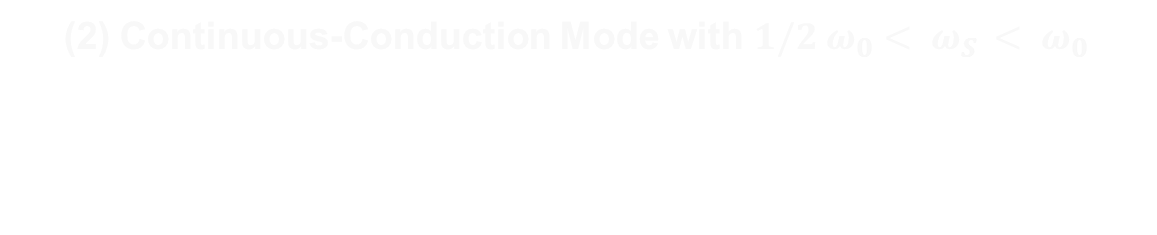 (2) Continuous-Conduction Mode with 1/2 ω₀ < ωₛ < ω₀